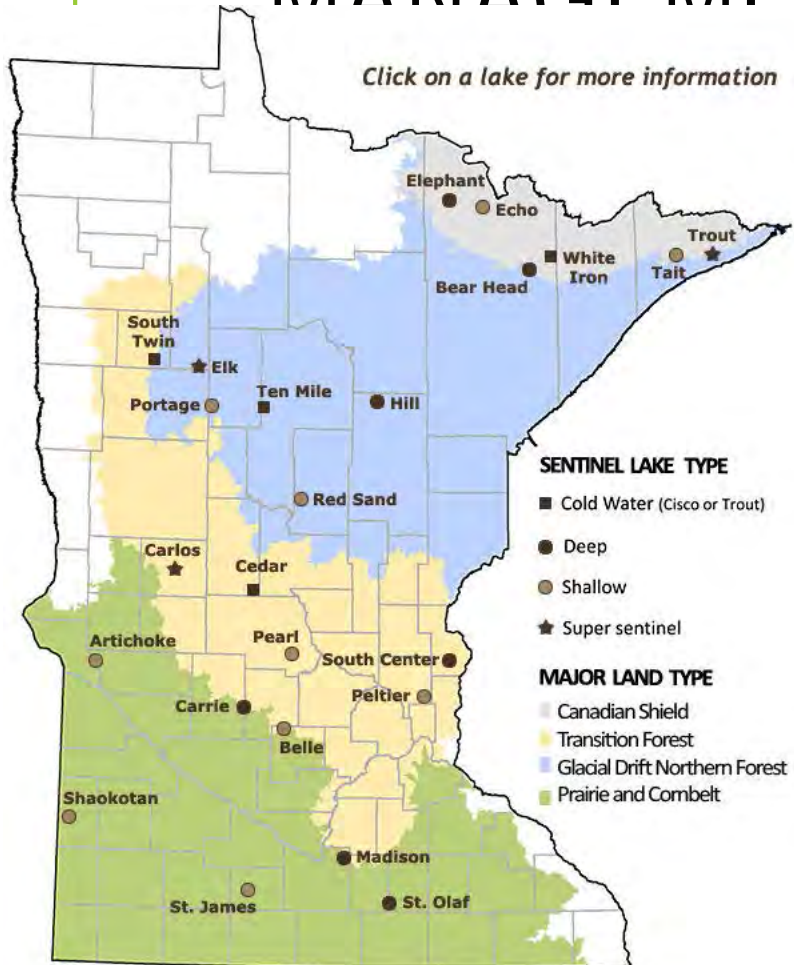 Click on a lake for more information
Elephant
Echo
Trout
White
Iron
Tait
Bear Head
South
Twin
Elk
Ten Mile
Portage
Hill
Red Sand
SENTINEL LAKE TYPE
Cold Water (Cisco or Trout)
Deep
Shallow
Super sentinel
Carlos
Cedar
Artichoke
Pearl
South Center
Peltier
Carrie
Belle
MAJOR LAND TYPE
Canadian Shield
Transition Forest
Glacial Drift Northern Forest
Prairie and Cornbelt
Shaokotan
Madison
St. James
St. Olaf